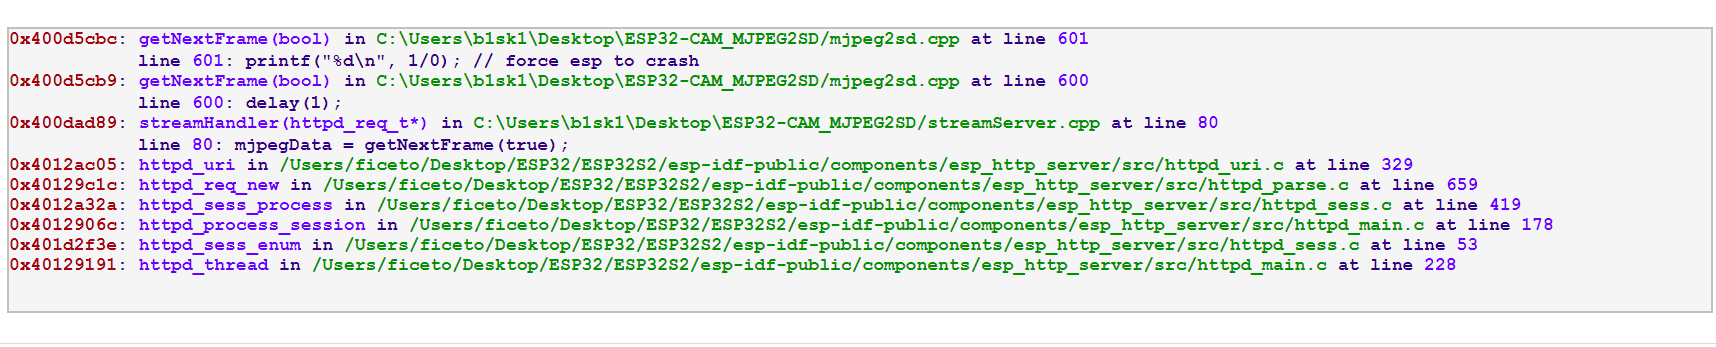 0x400d5cbc: getNextFrame(bool) in C:\Users\b1sk1\Desktop\ESP32-CAM_MJPEG2SD/mjpeg2sd.cpp at line 601
line 601: printf("%d\n", 1/0); // force esp to crash
0x400d5cb9: getNextFrame(bool) in C:\Users\b1sk1\Desktop\ESP32-CAM_MJPEG2SD/mjpeg2sd.cpp at line 600
line 600: delay(1);
0x400dad89: streamHandler(httpd_req_t*) in C:\Users\b1sk1\Desktop\ESP32-CAM_MJPEG2SD/streamServer.cpp at line 80
line 80: mjpegData = getNextFrame(true);
0x4012ac05: httpd_uri in /Users/ficeto/Desktop/ESP32/ESP32S2/esp-idf-public/components/esp_http_server/src/httpd_uri.c at line 329
0x40129c1c: httpd_req_new in /Users/ficeto/Desktop/ESP32/ESP32S2/esp-idf-public/components/esp_http_server/src/httpd_parse.c at line 659
0x4012a32a: httpd_sess_process in /Users/ficeto/Desktop/ESP32/ESP32S2/esp-idf-public/components/esp_http_server/src/httpd_sess.c at line 419
0x4012906c: httpd_process_session in /Users/ficeto/Desktop/ESP32/ESP32S2/esp-idf-public/components/esp_http_server/src/httpd_main.c at line 178
0x401d2f3e: httpd_sess_enum in /Users/ficeto/Desktop/ESP32/ESP32S2/esp-idf-public/components/esp_http_server/src/httpd_sess.c at line 53
0x40129191: httpd_thread in /Users/ficeto/Desktop/ESP32/ESP32S2/esp-idf-public/components/esp_http_server/src/httpd_main.c at line 228